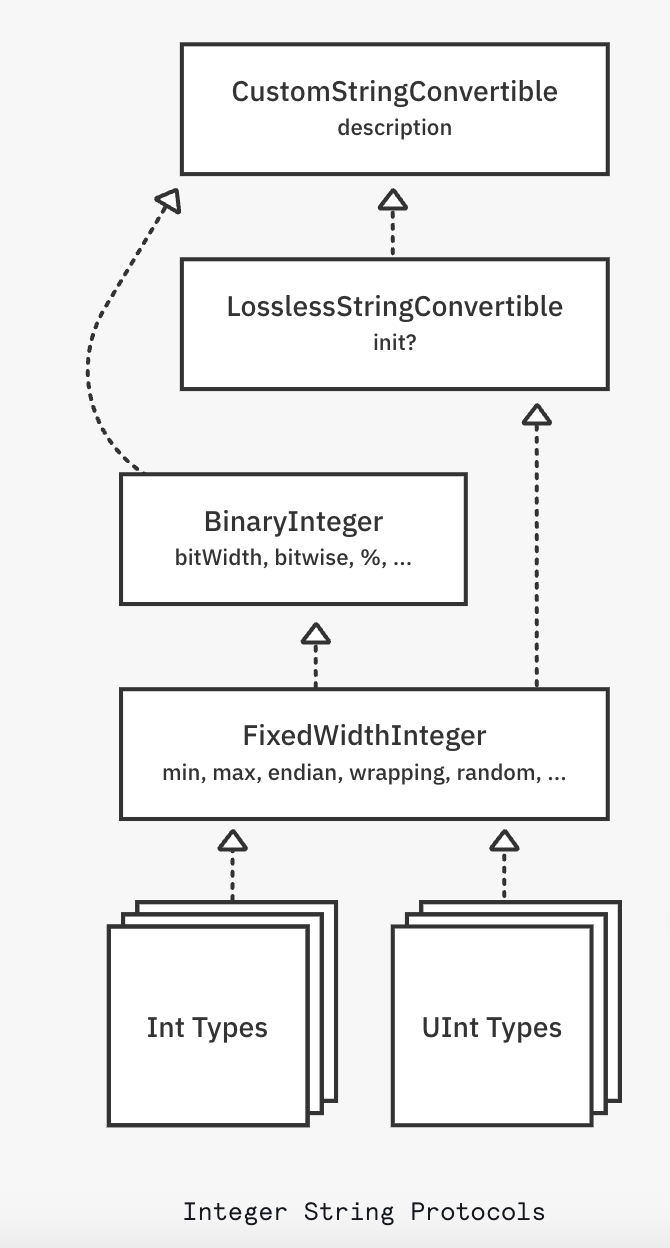 CustomStringConvertible
description
LosslessStringConvertible
init?
BinaryInteger
bitWidth, bitwise, %, ...
FixedWidthInteger
min, max, endian, wrapping, random, ...
Int Types
UInt Types
Integer String Protocols